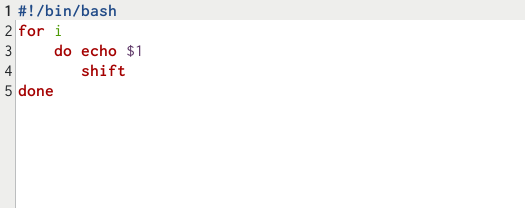 1 #!/bin/bash
2 for i
3     do echo $1
4        shift
5 done